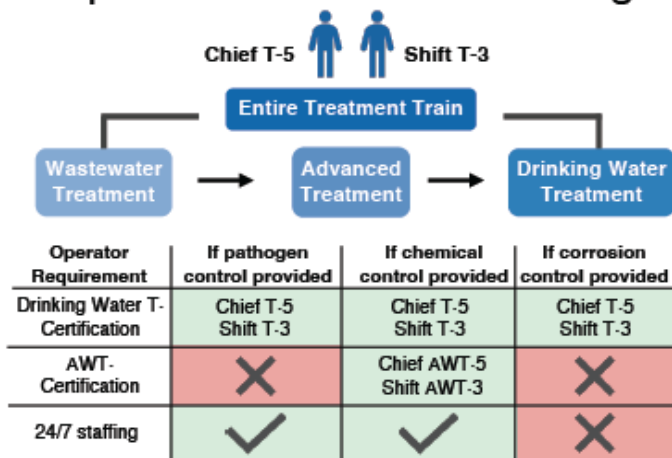 Chief T-5 Shift T-3
Entire Treatment Train
Wastewater Treatment Advanced Treatment Drinking Water Treatment
Operator Requirement If pathogen control provided If chemical control provided If corrosion control provided
Drinking Water T-Certification Chief T-5 Shift T-3 Chief T-5 Shift T-3 Chief T-5 Shift T-3
AWT-Certification Chief AWT-5 Shift AWT-3
24/7 staffing